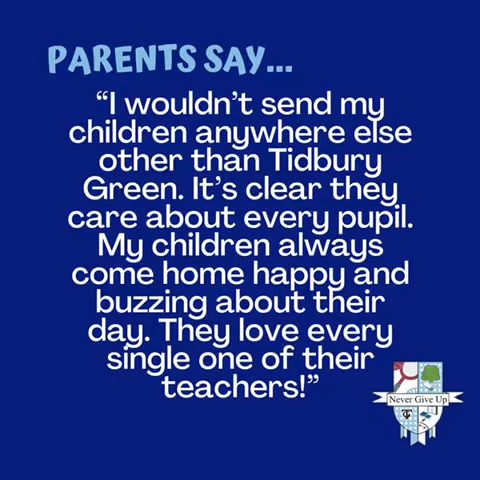 PARENTS SAY...
“I wouldn’t send my
children anywhere else
other than Tidbury
Green. It’s clear they
care about every pupil.
My children always
come home happy and
buzzing about their
day. They love every
single one of their
teachers!”
Never Give Up